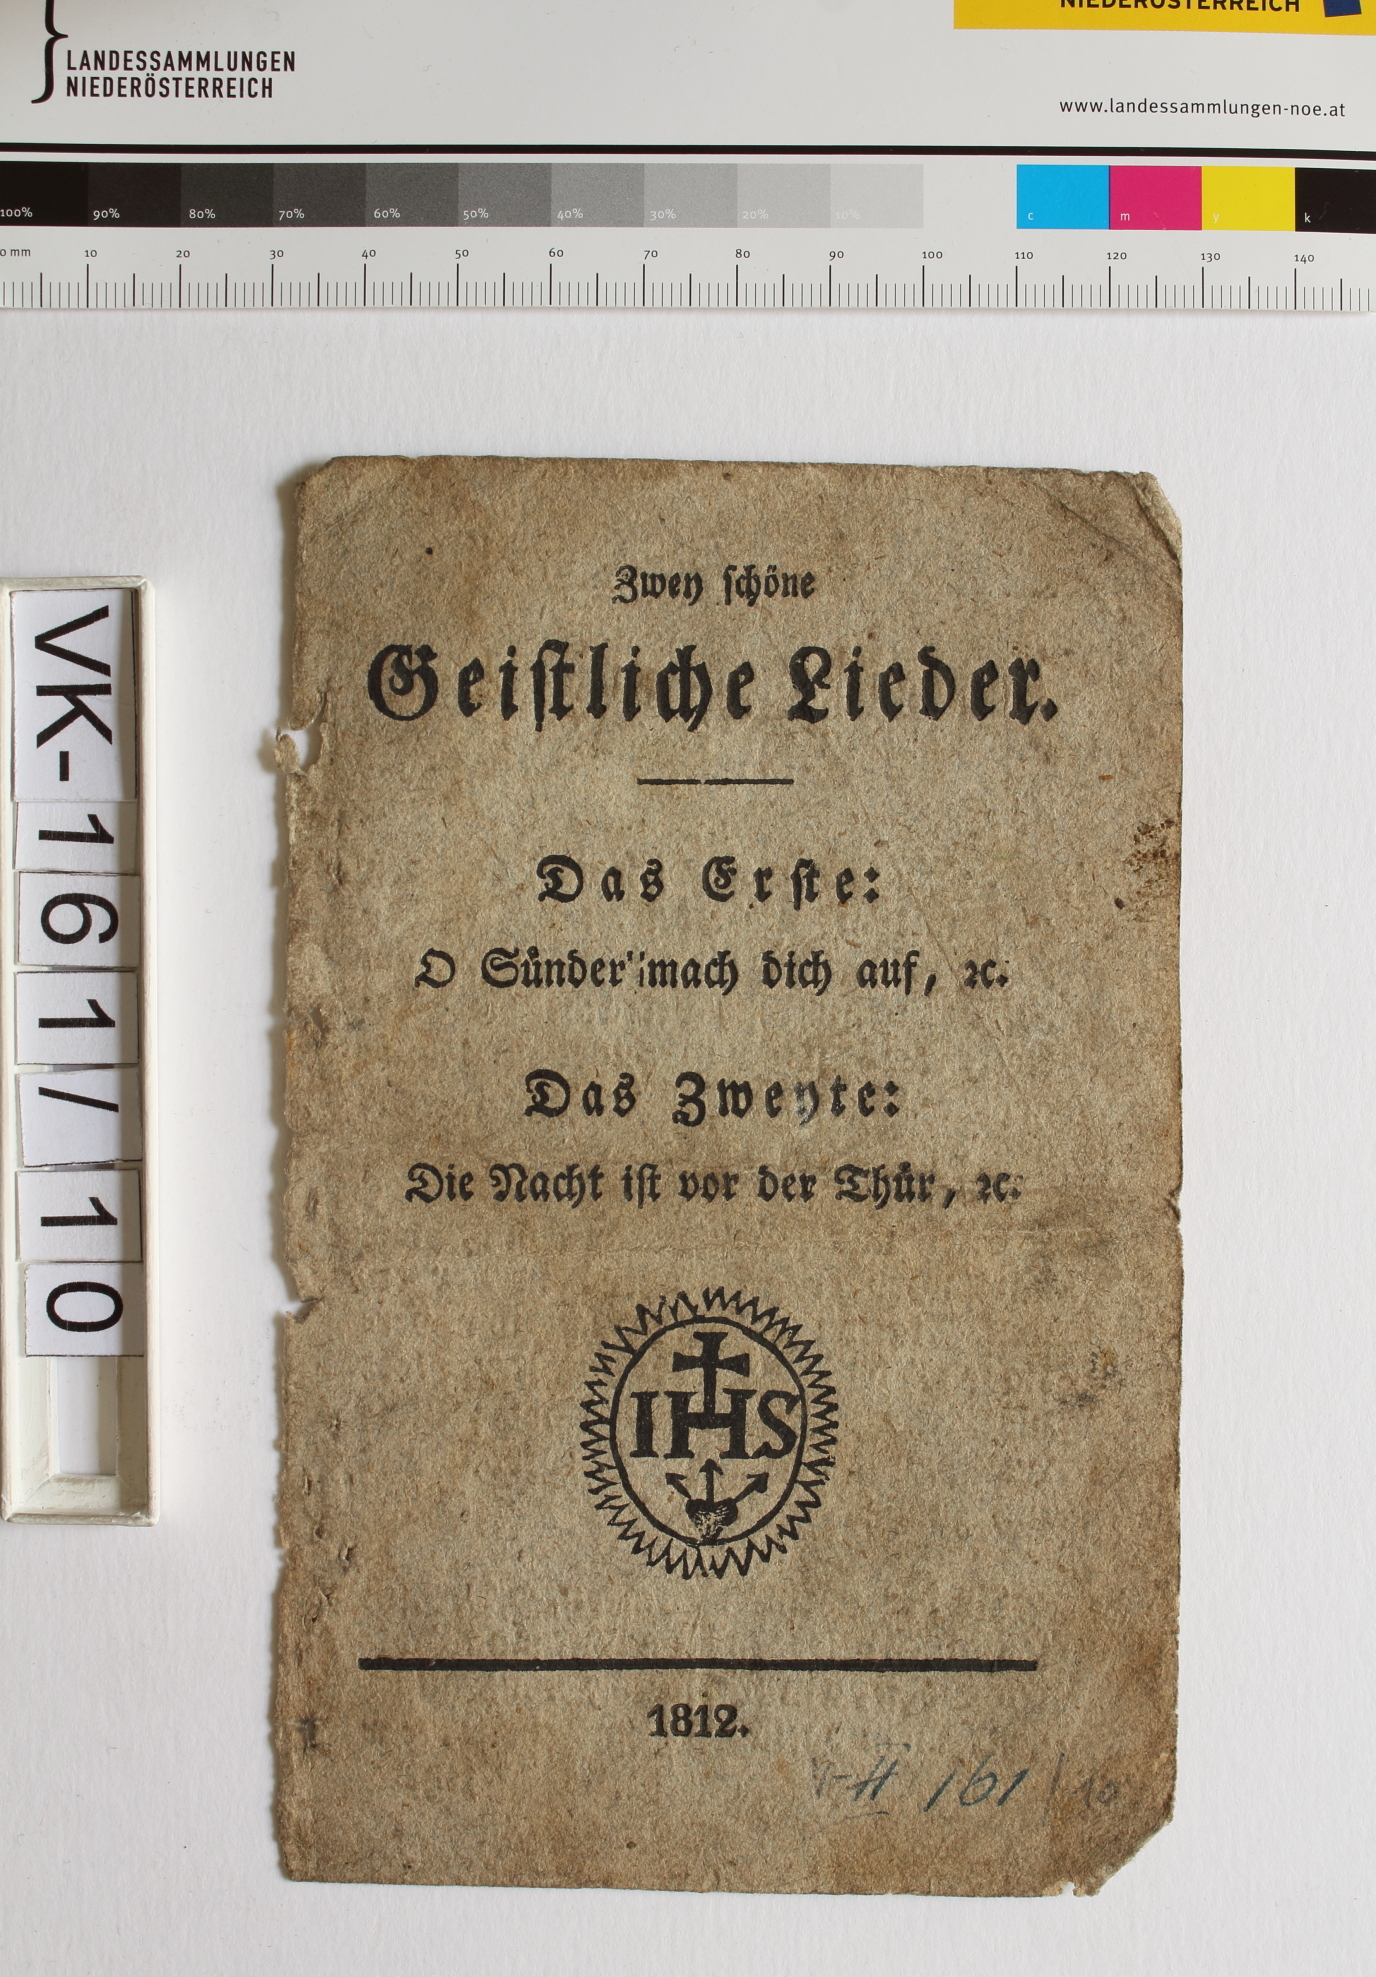 NIEDERÖSTERREICH
LANDESSAMMLUNGEN
NIEDERÖSTERREICH
www.landessammlungen-noe.at
100% 90% 80% 70% 60% 50% 40% 30% 20% 10% c m y k
0 mm 10 20 30 40 50 60 70 80 90 100 110 120 130 140
VK-161/10
Zwey ſchöne
Geiſtliche Lieder.
Das Erſte:
O Sünder mach dich auf, ꝛc.
Das Zweyte:
Die Nacht iſt vor der Thür, ꝛc.
IHS
1812.
II 161/10